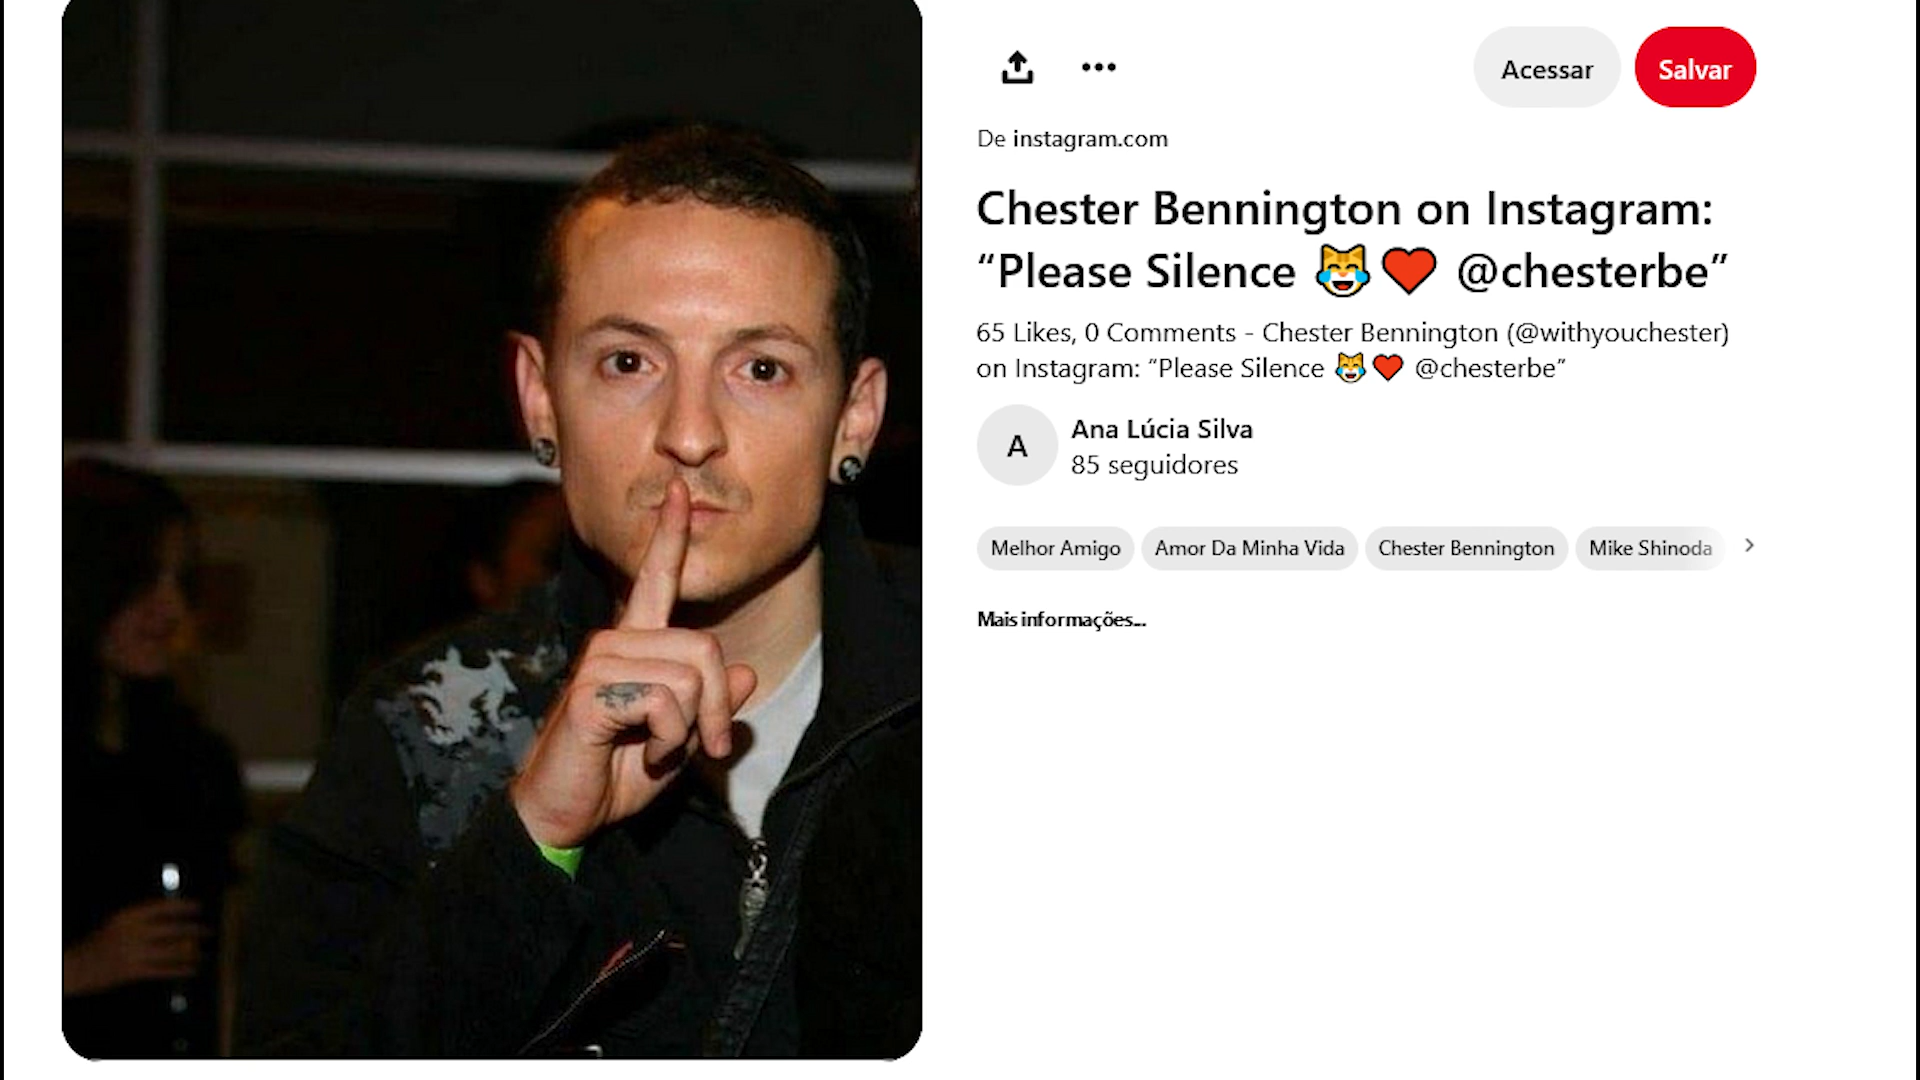 Acessar
Salvar
De instagram.com
Chester Bennington on Instagram:
“Please Silence 😹❤️ @chesterbe”
65 Likes, 0 Comments - Chester Bennington (@withyouchester)
on Instagram: “Please Silence 😹❤️ @chesterbe”
A
Ana Lúcia Silva
85 seguidores
Melhor Amigo Amor Da Minha Vida Chester Bennington Mike Shinoda
Mais informações...